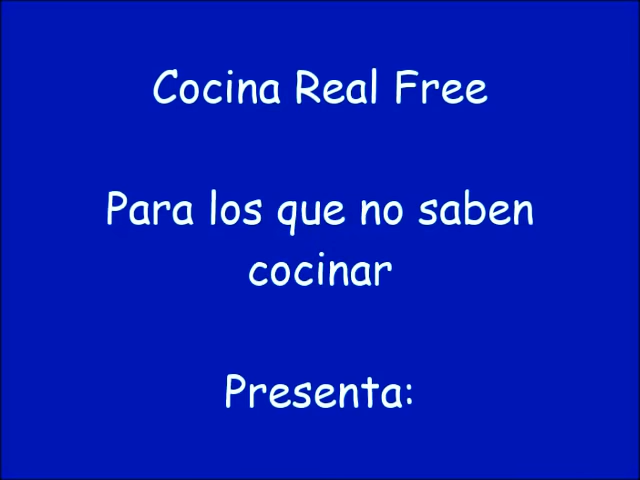 Cocina Real Free
Para los que no saben
cocinar
Presenta: